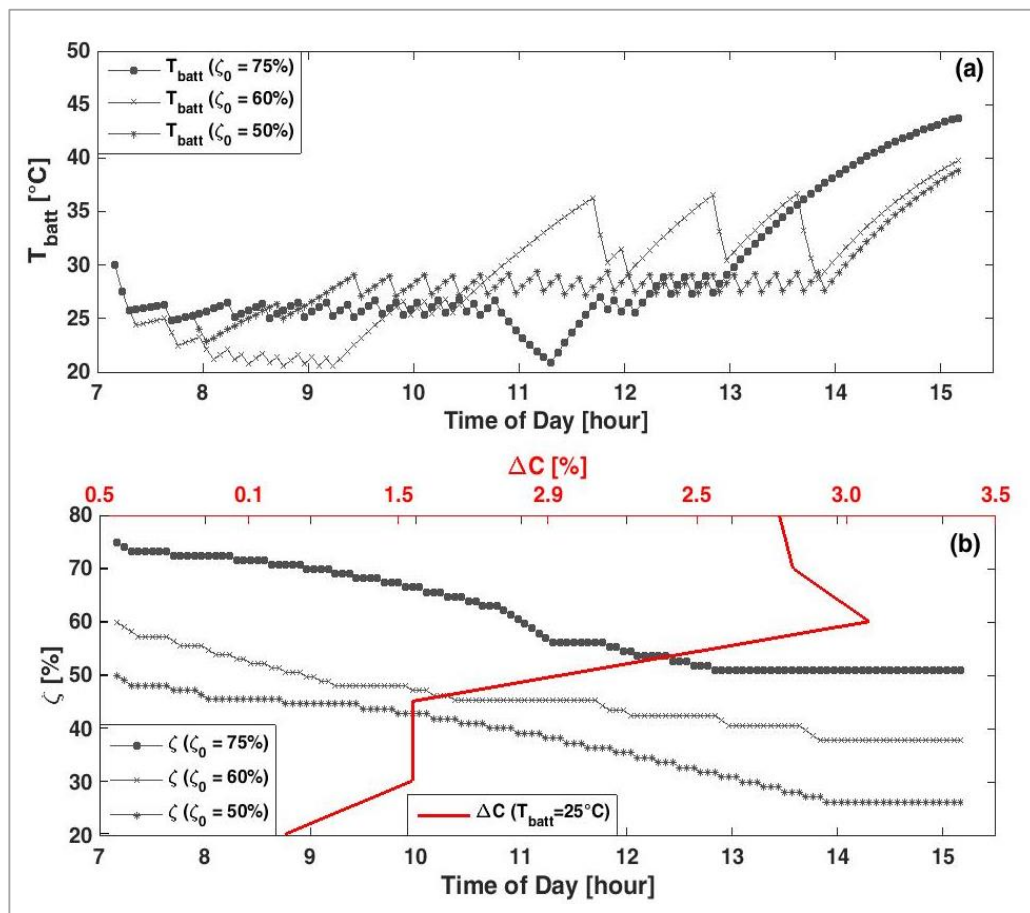 50
45
40
35
30
25
20
T_batt [°C]
(a)
T_batt (ζ_0 = 75%)
T_batt (ζ_0 = 60%)
T_batt (ζ_0 = 50%)
7 8 9 10 11 12 13 14 15
Time of Day [hour]
ΔC [%]
0.5 0.1 1.5 2.9 2.5 3.0 3.5
80
70
60
50
40
30
20
ζ [%]
(b)
ζ (ζ_0 = 75%)
ζ (ζ_0 = 60%)
ζ (ζ_0 = 50%)
ΔC (T_batt=25°C)
7 8 9 10 11 12 13 14 15
Time of Day [hour]